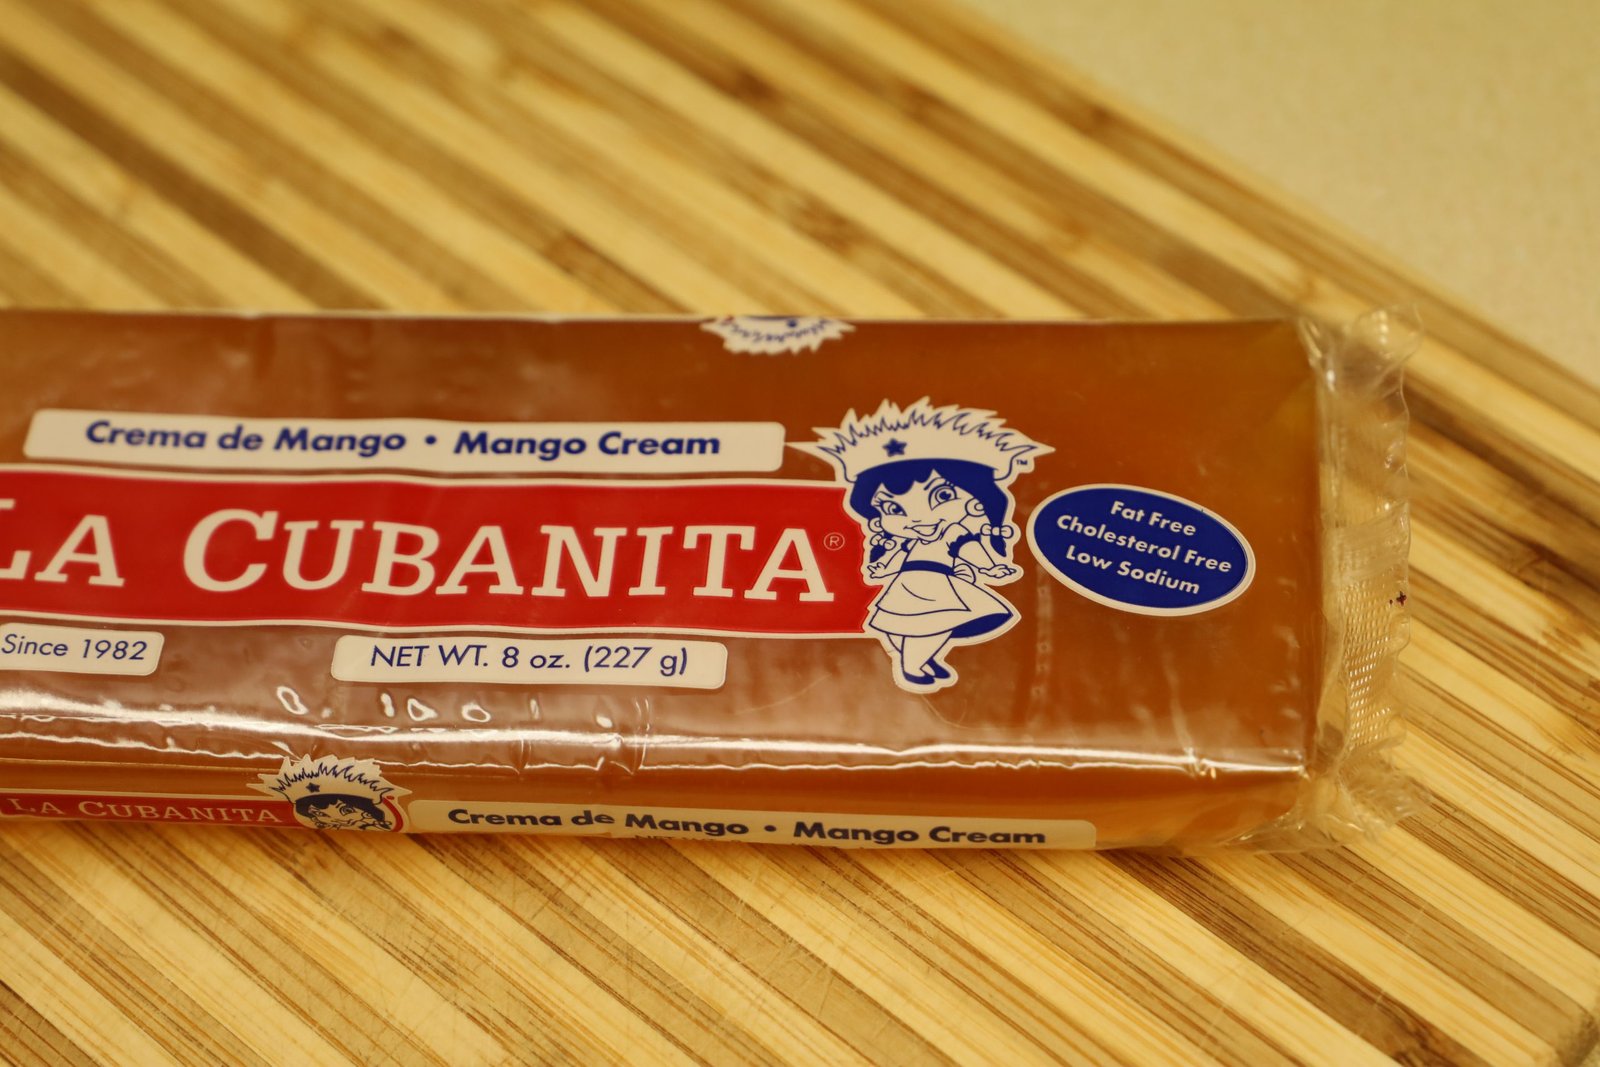 Crema de Mango • Mango Cream
LA CUBANITA®
™
Fat Free
Cholesterol Free
Low Sodium
Since 1982
NET WT. 8 oz. (227 g)
LA CUBANITA
Crema de Mango • Mango Cream